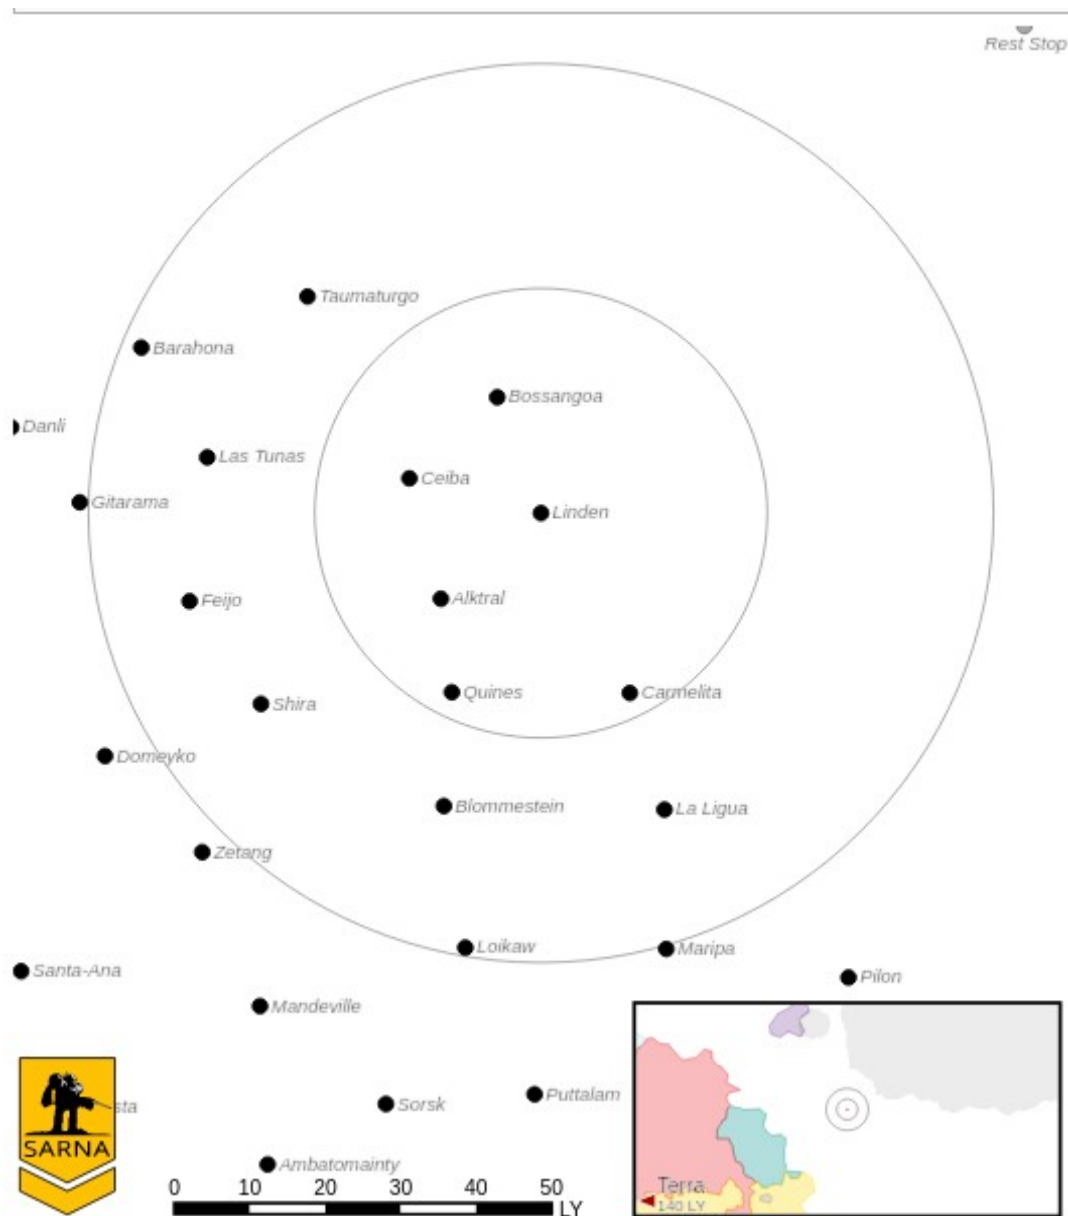 Rest Stop
Taumaturgo
Barahona
Bossangoa
Danli
Las Tunas
Ceiba
Gitarama
Linden
Feijo
Alktral
Quines
Carmelita
Shira
Domeyko
Blommestein
La Ligua
Zetang
Loikaw
Maripa
Santa-Ana
Pilon
Mandeville
Puttalam
Sorsk
sta
SARNA
Ambatomainty
Terra
140 LY
0 10 20 30 40 50
LY